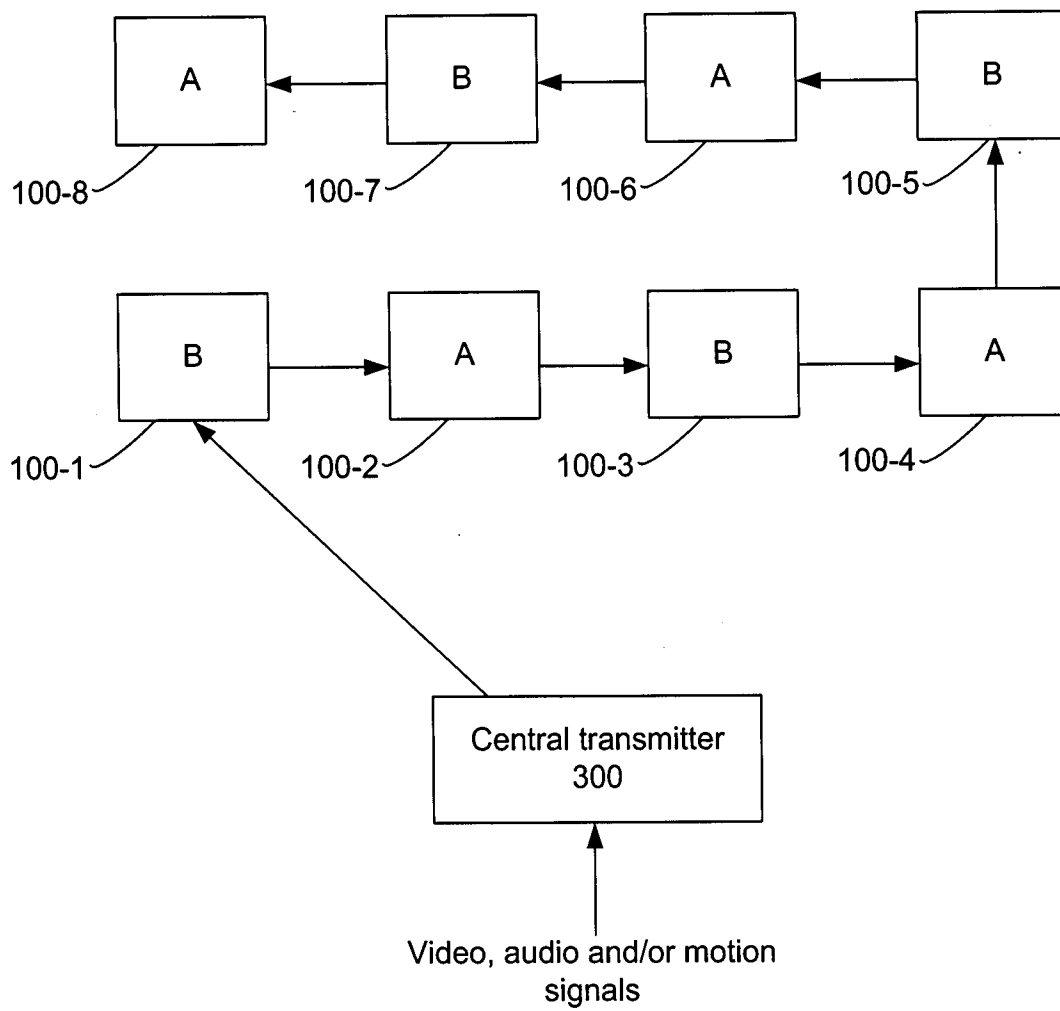 A B A B
100-8 100-7 100-6 100-5
B A B A
100-1 100-2 100-3 100-4
Central transmitter
300
Video, audio and/or motion
signals